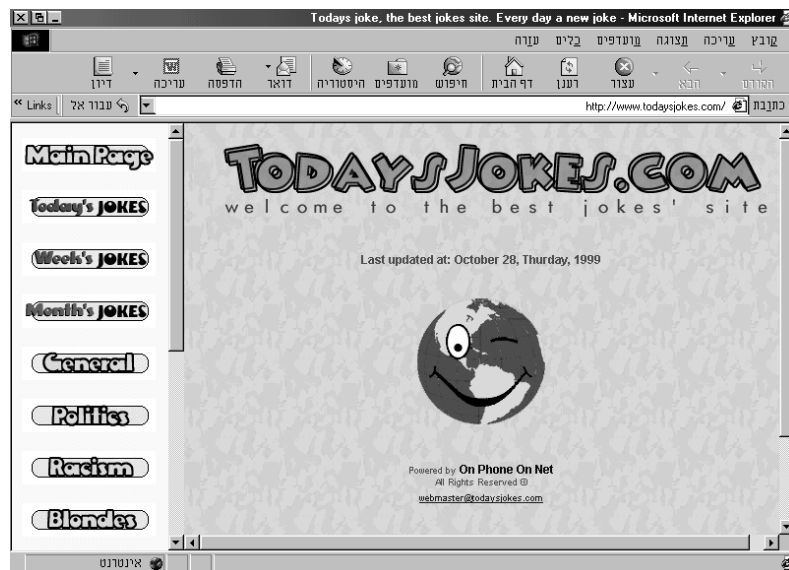 Todays joke, the best jokes site. Every day a new joke - Microsoft Internet Explorer
קובץ עריכה תצוגה מועדפים כלים עזרה
הקודם הבא עצור רענן דף הבית חיפוש מועדפים היסטוריה דואר הדפסה עריכה דיון
כתובת http://www.todaysjokes.com/ עבור אל Links »
Main Page
Today's JOKES
Week's JOKES
Month's JOKES
General
Politics
Racism
Blondes
TODAYSJOKES.COM
welcome to the best jokes' site
Last updated at: October 28, Thurday, 1999
Powered by On Phone On Net
All Rights Reserved ©
webmaster@todaysjokes.com
אינטרנט